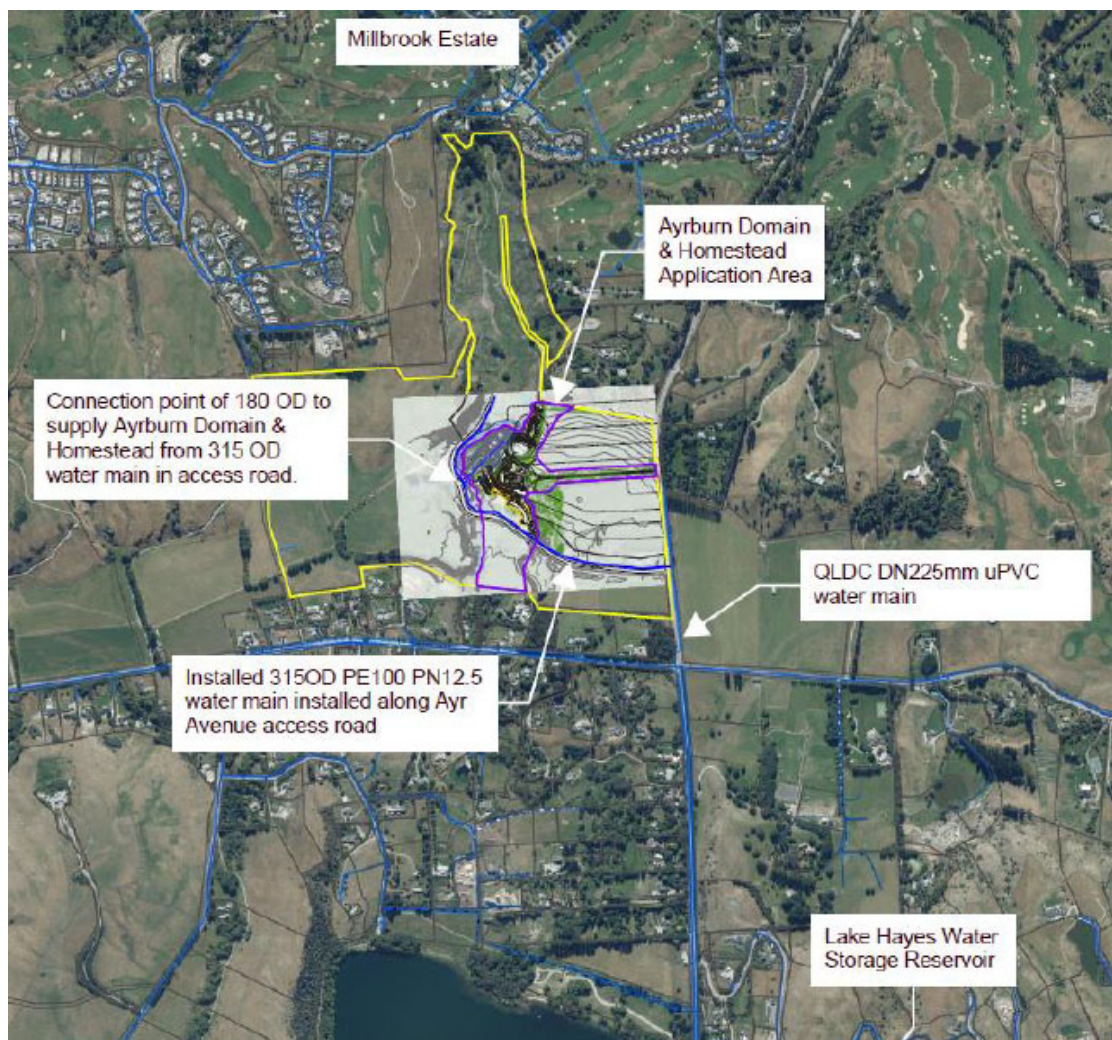 Millbrook Estate
Ayrburn Domain
& Homestead
Application Area
Connection point of 180 OD to
supply Ayrburn Domain &
Homestead from 315 OD
water main in access road.
QLDC DN225mm uPVC
water main
Installed 315OD PE100 PN12.5
water main installed along Ayr
Avenue access road
Lake Hayes Water
Storage Reservoir